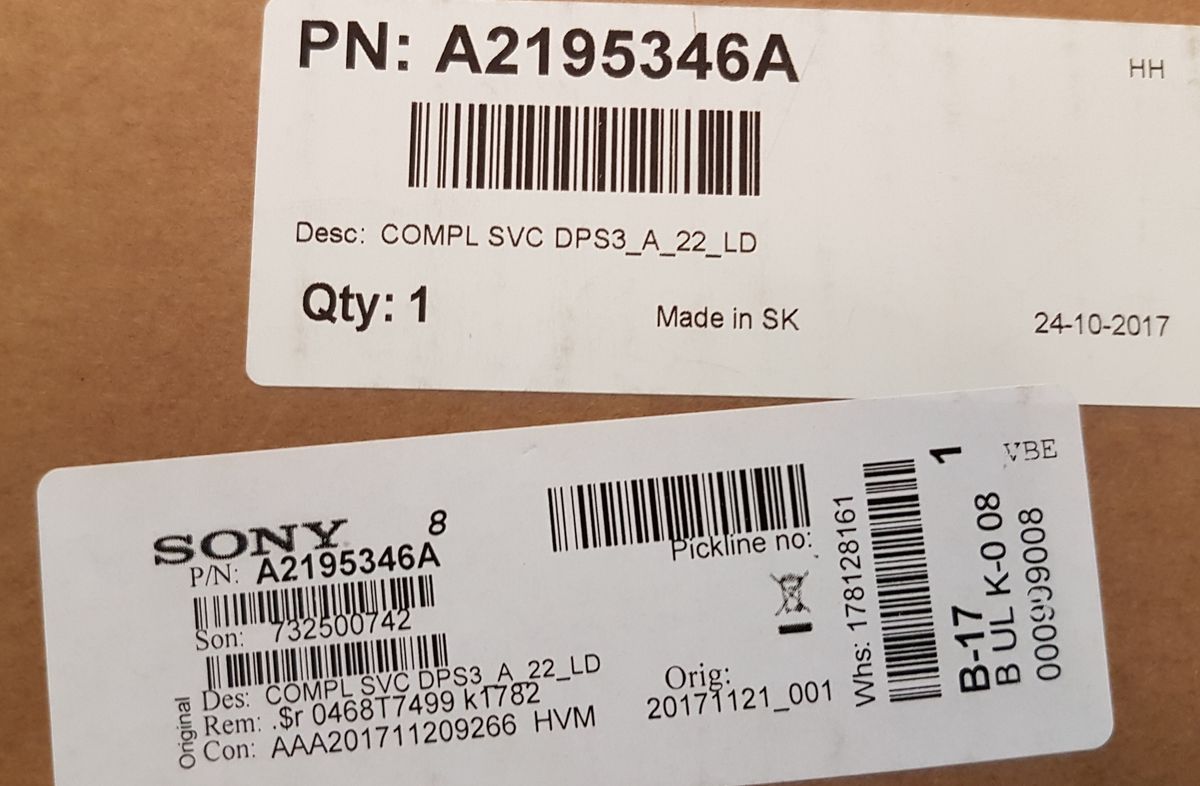 PN: A2195346A
HH
Desc: COMPL SVC DPS3_A_22_LD
Qty: 1
Made in SK
24-10-2017
SONY
8
P/N: A2195346A
Son: 732500742
Des: COMPL SVC DPS3_A_22_LD
Rem: .$r 0468T7499 k1782
Con: AAA201711209266 HVM
Original
Pickline no:
Orig:
20171121_001
Whs: 178128161
1
B-17
B UL K-0 08
000999008
VBE